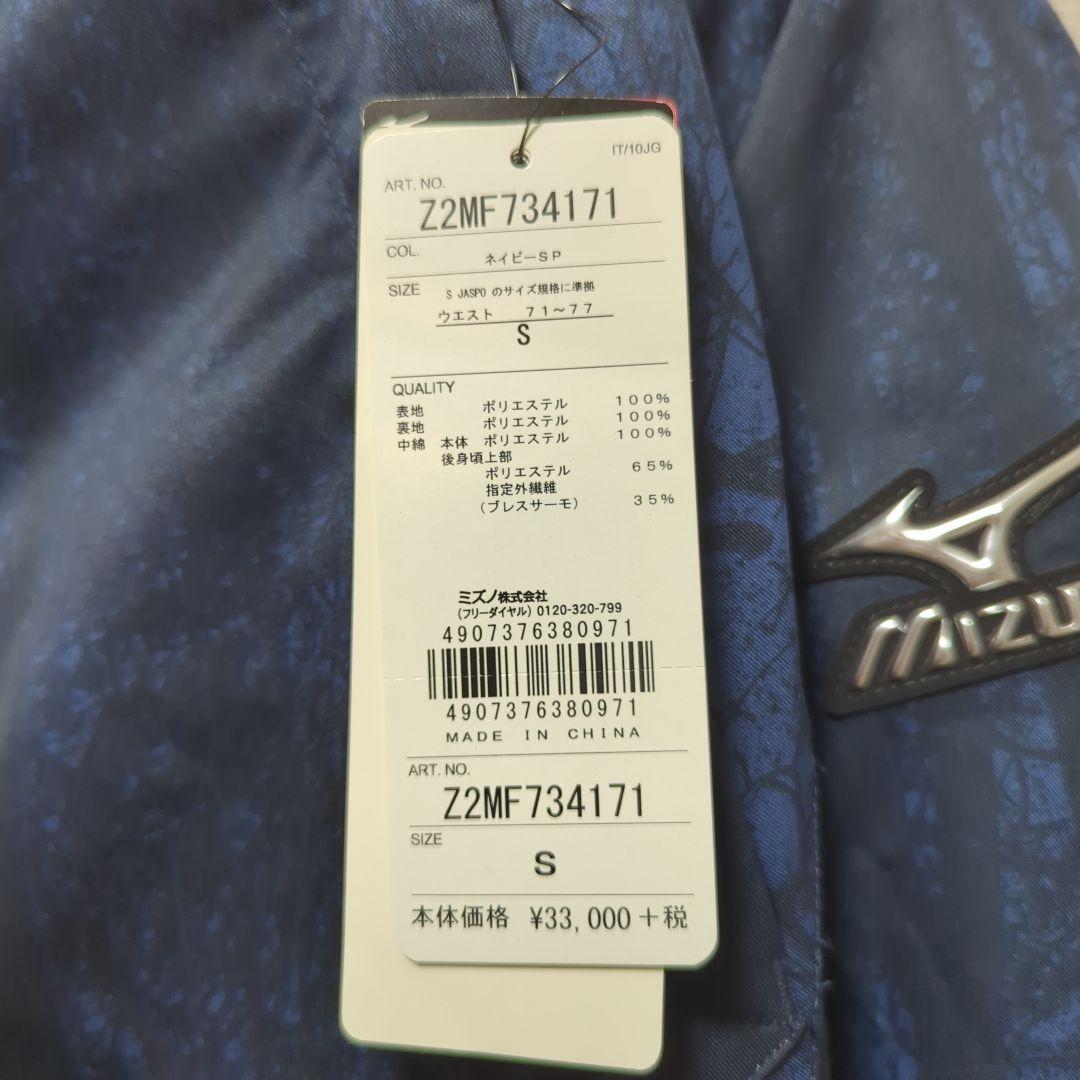 IT/10JG
ART. NO.
Z2MF734171
COL.
ネイビーSP
SIZE
S JASPO のサイズ規格に準拠
ウエスト 71～77
S
QUALITY
表地 ポリエステル 100%
裏地 ポリエステル 100%
中綿 本体 ポリエステル 100%
後身頃上部
ポリエステル 65%
指定外繊維
(ブレスサーモ) 35%
ミズノ株式会社
(フリーダイヤル) 0120-320-799
4907376380971
4907376380971
MADE IN CHINA
ART. NO.
Z2MF734171
SIZE
S
本体価格 ¥33,000+税
Mizu